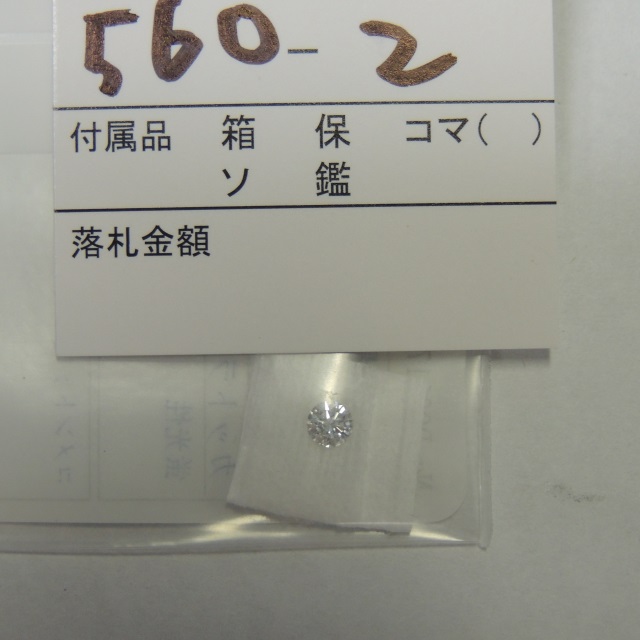 560-2
付属品 箱 保 コマ( )
ソ 鑑
落札金額